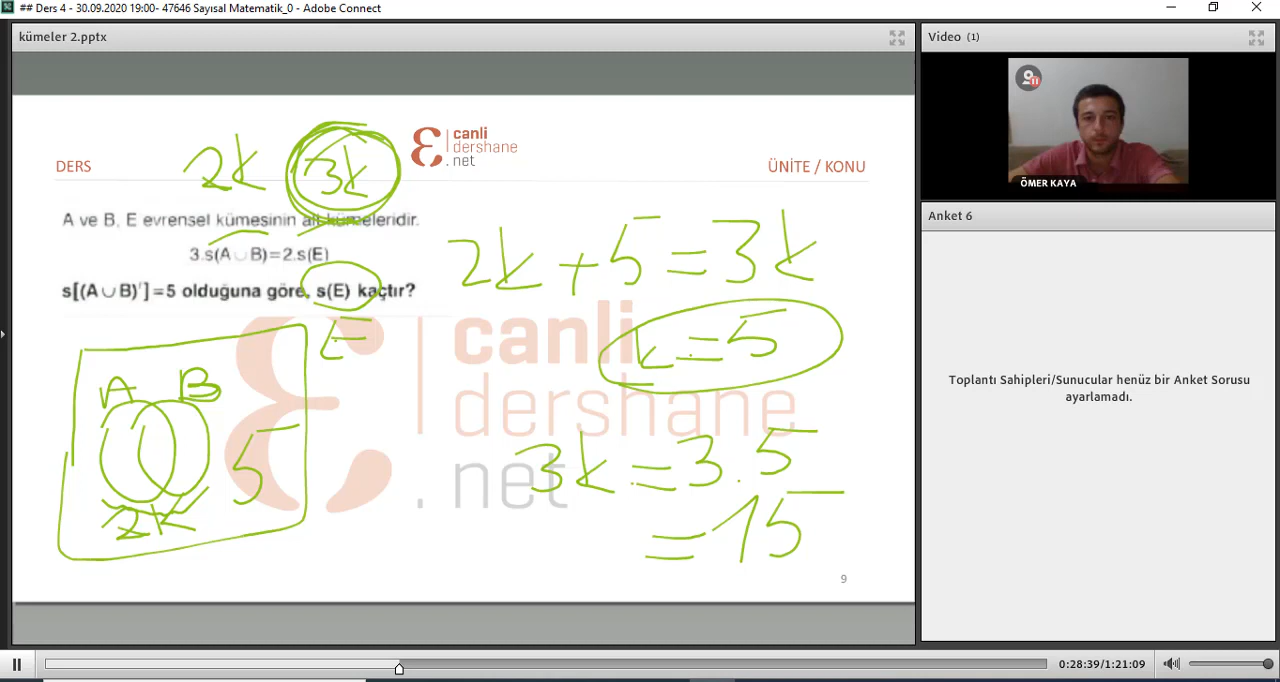 ## Ders 4 - 30.09.2020 19:00- 47646 Sayısal Matematik_0 - Adobe Connect
kümeler 2.pptx
2k 3k
canli
dershane
.net
DERS
ÜNİTE / KONU
A ve B, E evrensel kümesinin alt kümeleridir.
3.s(A∪B)=2.s(E)
s[(A∪B)']=5 olduğuna göre, s(E) kaçtır?
2k+5=3k
E
k=5
A B
5
2k
canli
dershane
.net
3k=3.5
=15
9
Video (1)
ÖMER KAYA
Anket 6
Toplantı Sahipleri/Sunucular henüz bir Anket Sorusu
ayarlamadı.
0:28:39/1:21:09